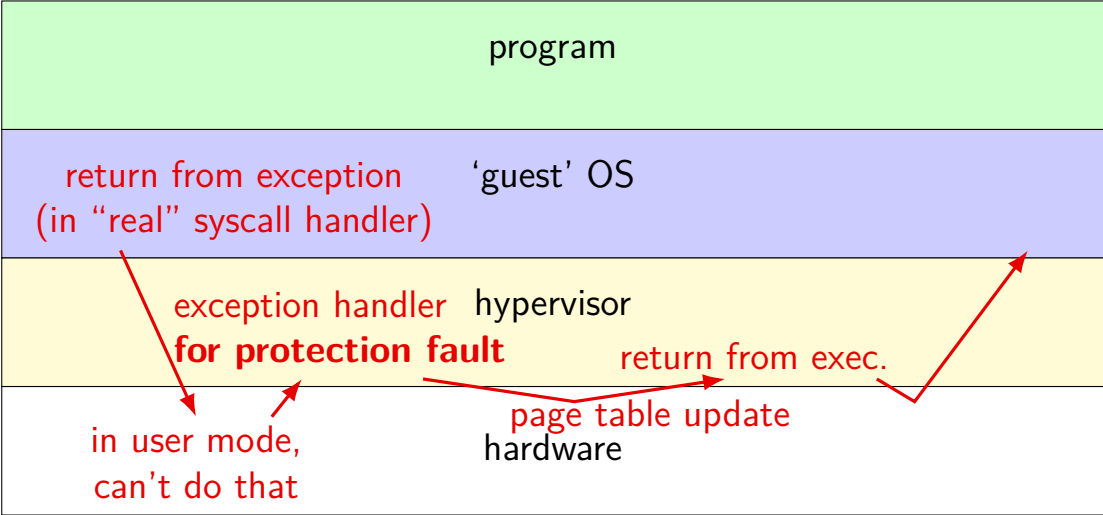 program
return from exception
(in “real” syscall handler)
‘guest’ OS
exception handler
for protection fault
hypervisor
return from exec.
page table update
in user mode,
can't do that
hardware